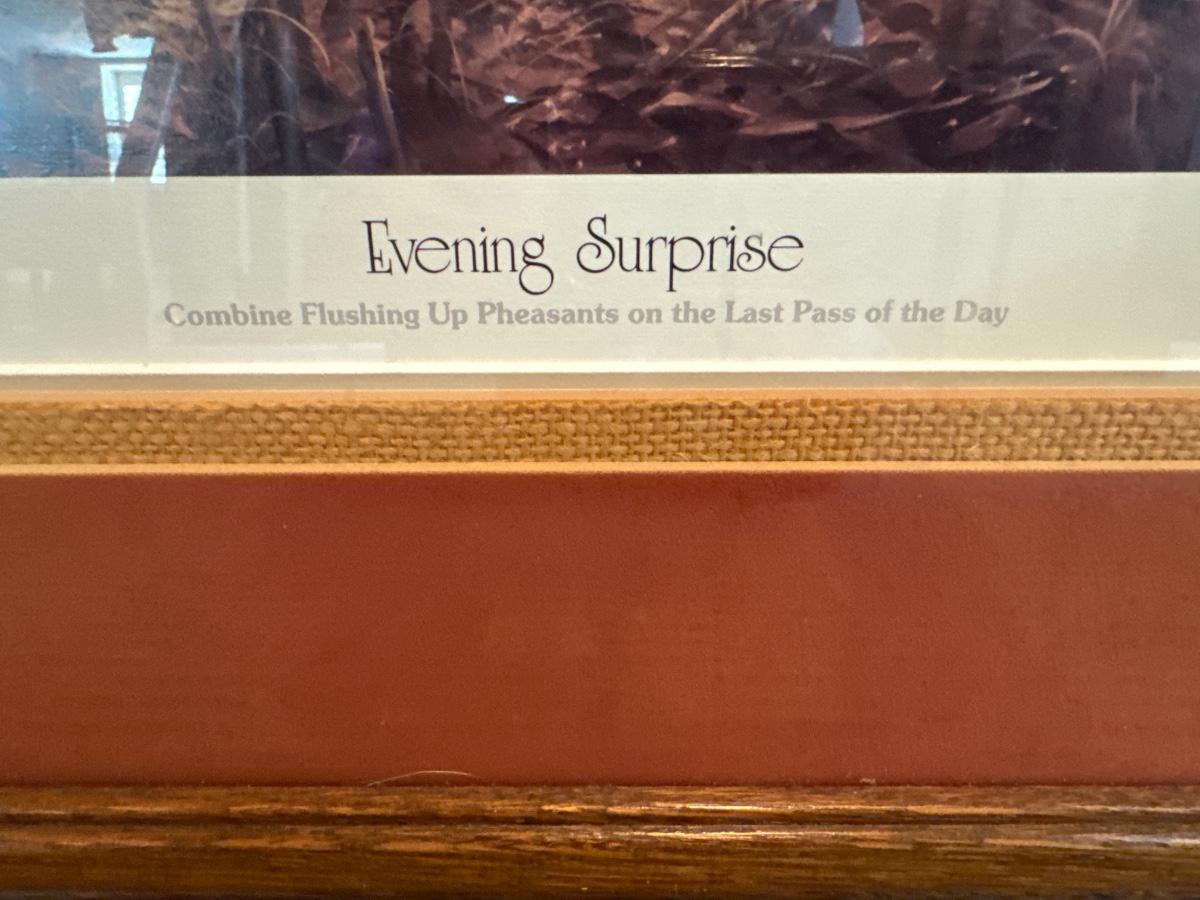 Evening Surprise
Combine Flushing Up Pheasants on the Last Pass of the Day